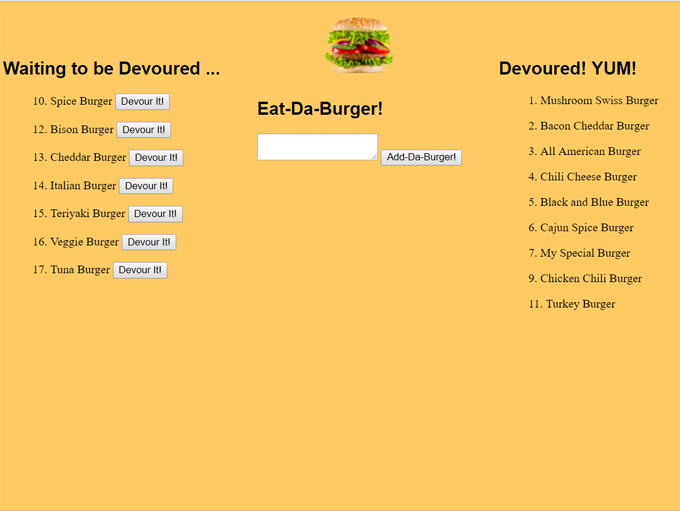 Waiting to be Devoured ...
10. Spice Burger Devour It!
12. Bison Burger Devour It!
13. Cheddar Burger Devour It!
14. Italian Burger Devour It!
15. Teriyaki Burger Devour It!
16. Veggie Burger Devour It!
17. Tuna Burger Devour It!
Eat-Da-Burger!
Add-Da-Burger!
Devoured! YUM!
1. Mushroom Swiss Burger
2. Bacon Cheddar Burger
3. All American Burger
4. Chili Cheese Burger
5. Black and Blue Burger
6. Cajun Spice Burger
7. My Special Burger
9. Chicken Chili Burger
11. Turkey Burger